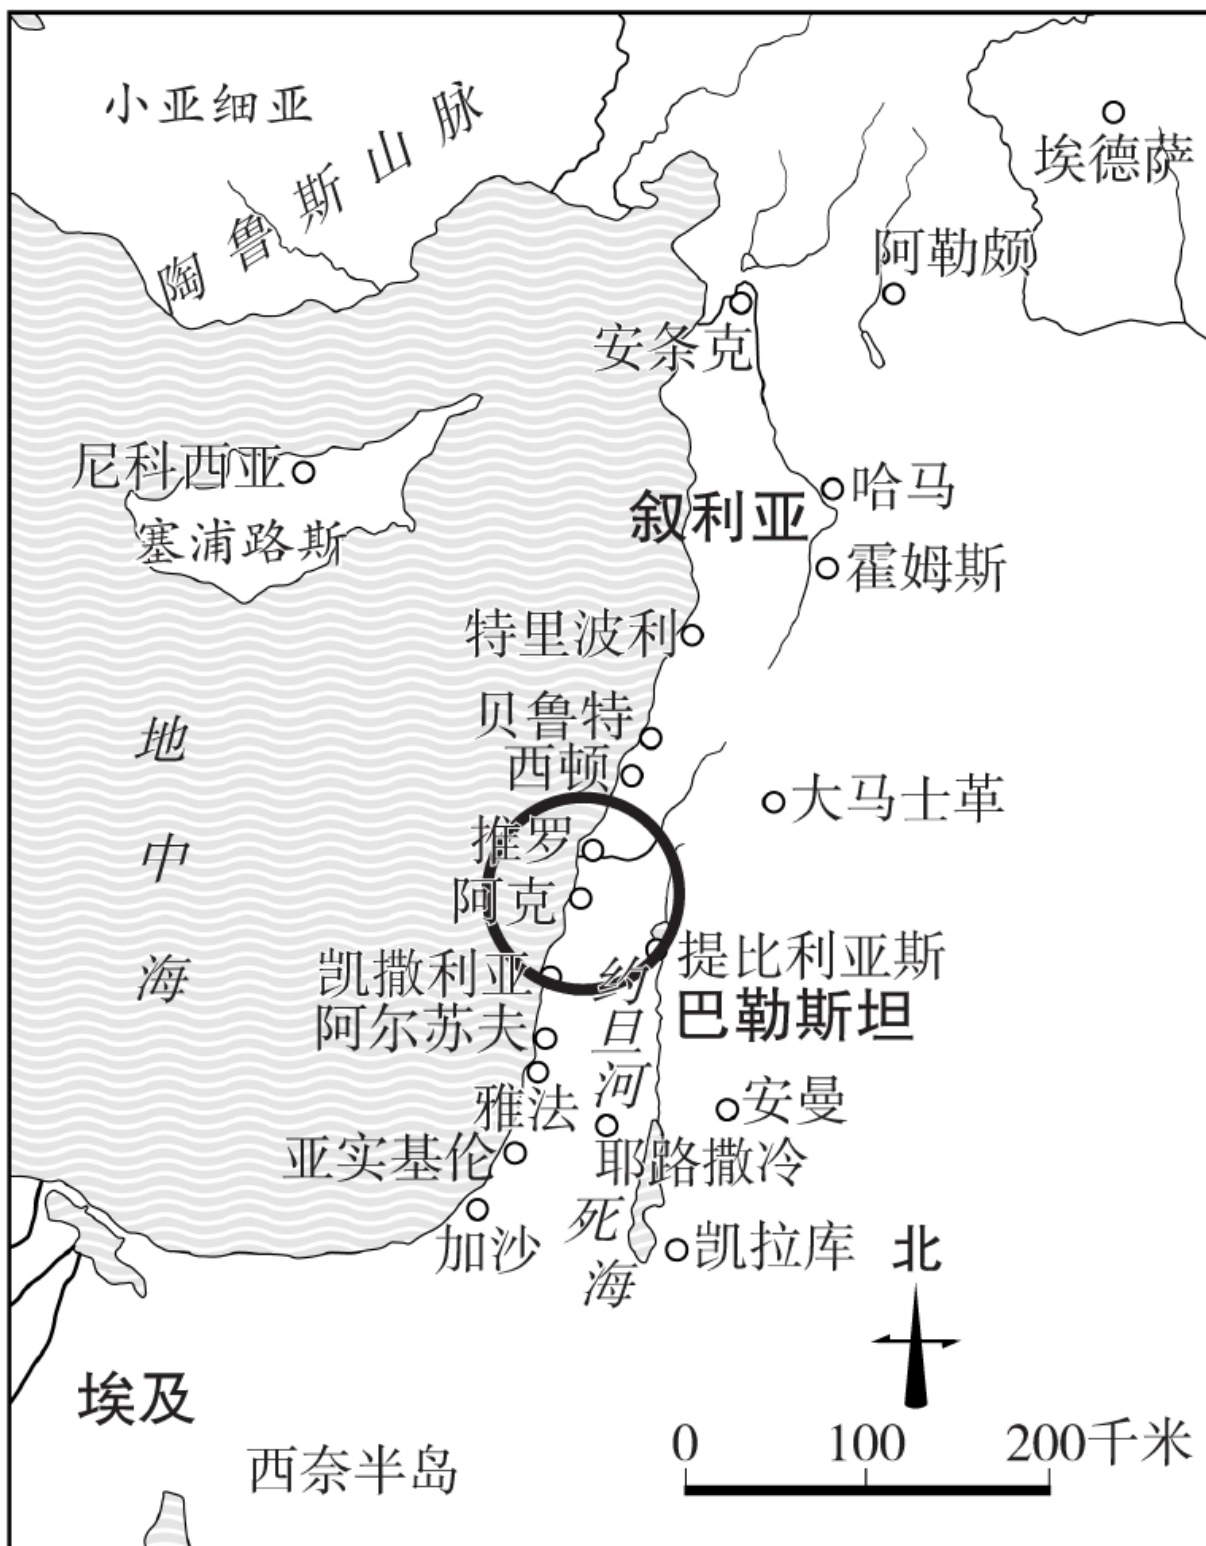 小亚细亚
陶鲁斯山脉
埃德萨
阿勒颇
安条克
尼科西亚
塞浦路斯
叙利亚
哈马
霍姆斯
特里波利
贝鲁特
西顿
地中海
大马士革
推罗
阿克
提比利亚斯
凯撒利亚
约旦河
巴勒斯坦
阿尔苏夫
雅法
安曼
亚实基伦
耶路撒冷
死海
加沙
凯拉库
北
埃及
西奈半岛
0 100 200千米